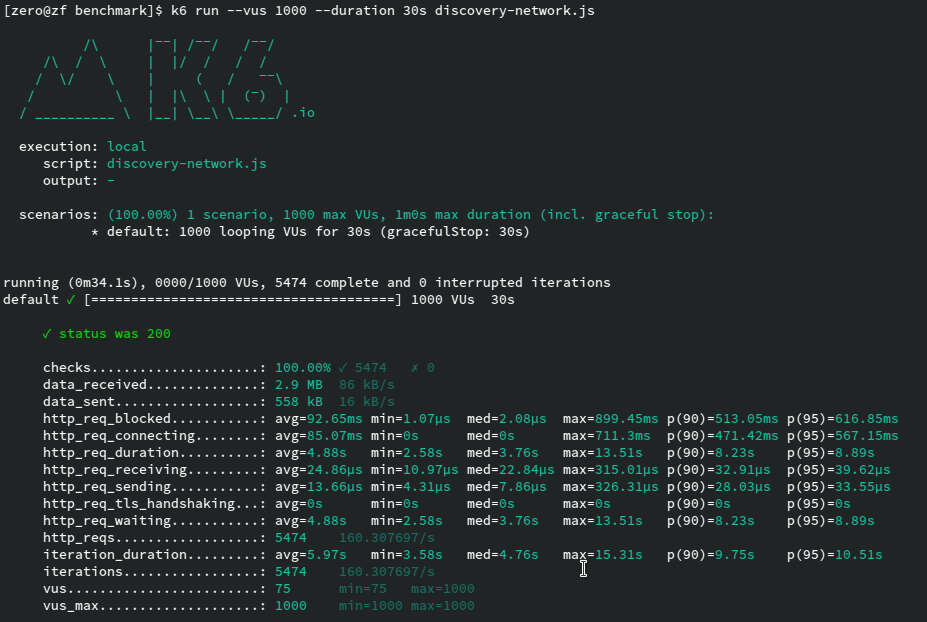 [zero@zf benchmark]$ k6 run --vus 1000 --duration 30s discovery-network.js
          /\      |‾‾| /‾‾/   /‾‾/
     /\  /  \     |  |/  /   /  /
    /  \/    \    |     (   /   ‾‾\
   /          \   |  |\  \ |  (‾)  |
  / __________ \  |__| \__\ \_____/ .io
  execution: local
     script: discovery-network.js
     output: -
  scenarios: (100.00%) 1 scenario, 1000 max VUs, 1m0s max duration (incl. graceful stop):
           * default: 1000 looping VUs for 30s (gracefulStop: 30s)
running (0m34.1s), 0000/1000 VUs, 5474 complete and 0 interrupted iterations
default ✓ [======================================] 1000 VUs  30s
     ✓ status was 200
     checks.....................: 100.00% ✓ 5474   ✗ 0
     data_received..............: 2.9 MB  86 kB/s
     data_sent..................: 558 kB  16 kB/s
     http_req_blocked...........: avg=92.65ms min=1.07µs  med=2.08µs  max=899.45ms p(90)=513.05ms p(95)=616.85ms
     http_req_connecting........: avg=85.07ms min=0s      med=0s      max=711.3ms  p(90)=471.42ms p(95)=567.15ms
     http_req_duration..........: avg=4.88s   min=2.58s   med=3.76s   max=13.51s   p(90)=8.23s    p(95)=8.89s
     http_req_receiving.........: avg=24.86µs min=10.97µs med=22.84µs max=315.01µs p(90)=32.91µs  p(95)=39.62µs
     http_req_sending...........: avg=13.66µs min=4.31µs  med=7.86µs  max=326.31µs p(90)=28.03µs  p(95)=33.55µs
     http_req_tls_handshaking...: avg=0s      min=0s      med=0s      max=0s       p(90)=0s       p(95)=0s
     http_req_waiting...........: avg=4.88s   min=2.58s   med=3.76s   max=13.51s   p(90)=8.23s    p(95)=8.89s
     http_reqs..................: 5474    160.307697/s
     iteration_duration.........: avg=5.97s   min=3.58s   med=4.76s   max=15.31s   p(90)=9.75s    p(95)=10.51s
     iterations.................: 5474    160.307697/s
     vus........................: 75      min=75   max=1000
     vus_max....................: 1000    min=1000 max=1000